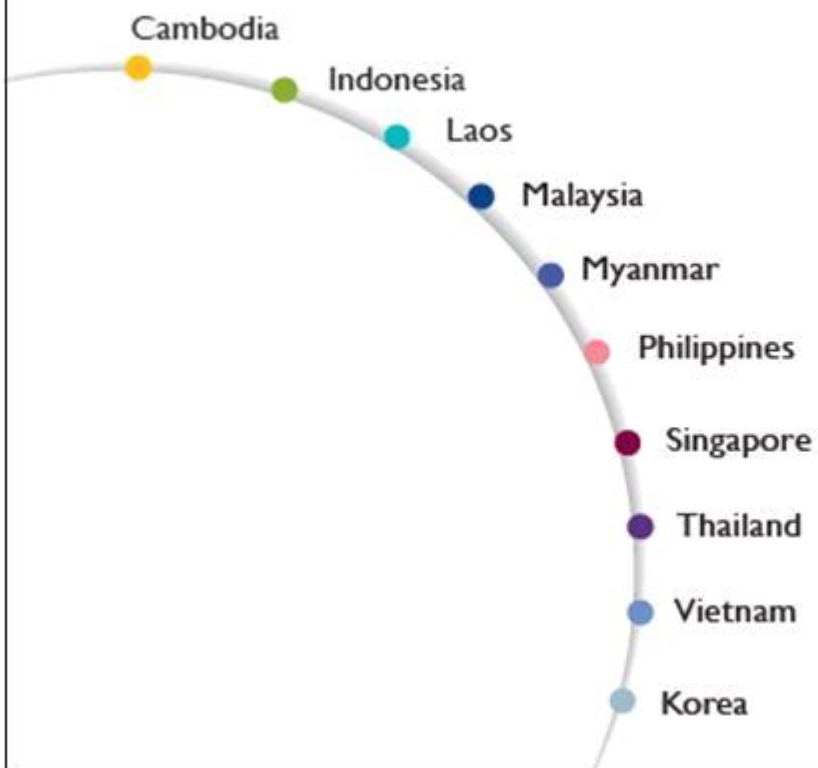 Cambodia
Indonesia
Laos
Malaysia
Myanmar
Philippines
Singapore
Thailand
Vietnam
Korea